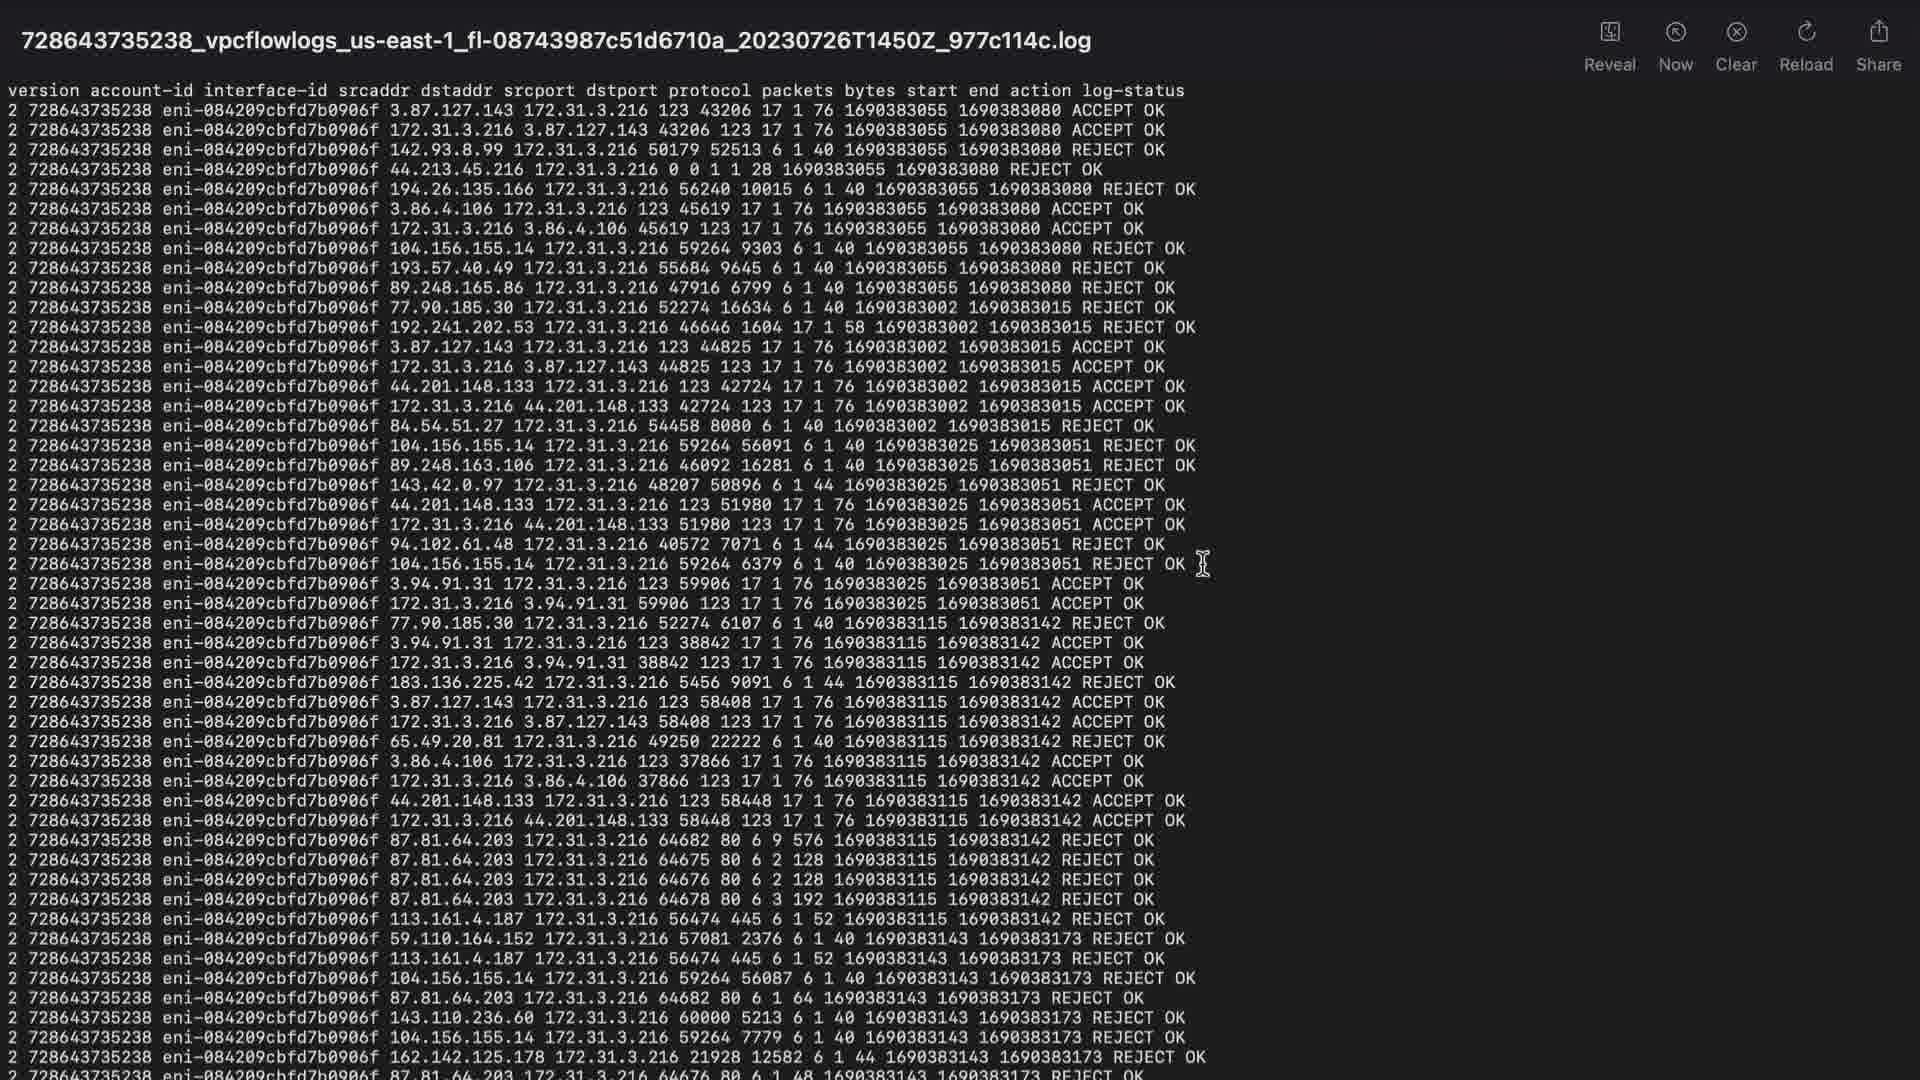 728643735238_vpcflowlogs_us-east-1_fl-08743987c51d6710a_20230726T1450Z_977c114c.log
Reveal Now Clear Reload Share
version account-id interface-id srcaddr dstaddr srcport dstport protocol packets bytes start end action log-status
2 728643735238 eni-084209cbfd7b0906f 3.87.127.143 172.31.3.216 123 43206 17 1 76 1690383055 1690383080 ACCEPT OK
2 728643735238 eni-084209cbfd7b0906f 172.31.3.216 3.87.127.143 43206 123 17 1 76 1690383055 1690383080 ACCEPT OK
2 728643735238 eni-084209cbfd7b0906f 142.93.8.99 172.31.3.216 50179 52513 6 1 40 1690383055 1690383080 REJECT OK
2 728643735238 eni-084209cbfd7b0906f 44.213.45.216 172.31.3.216 0 0 1 1 28 1690383055 1690383080 REJECT OK
2 728643735238 eni-084209cbfd7b0906f 194.26.135.166 172.31.3.216 56240 10015 6 1 40 1690383055 1690383080 REJECT OK
2 728643735238 eni-084209cbfd7b0906f 3.86.4.106 172.31.3.216 123 45619 17 1 76 1690383055 1690383080 ACCEPT OK
2 728643735238 eni-084209cbfd7b0906f 172.31.3.216 3.86.4.106 45619 123 17 1 76 1690383055 1690383080 ACCEPT OK
2 728643735238 eni-084209cbfd7b0906f 104.156.155.14 172.31.3.216 59264 9303 6 1 40 1690383055 1690383080 REJECT OK
2 728643735238 eni-084209cbfd7b0906f 193.57.40.49 172.31.3.216 55684 9645 6 1 40 1690383055 1690383080 REJECT OK
2 728643735238 eni-084209cbfd7b0906f 89.248.165.86 172.31.3.216 47916 6799 6 1 40 1690383055 1690383080 REJECT OK
2 728643735238 eni-084209cbfd7b0906f 77.90.185.30 172.31.3.216 52274 16634 6 1 40 1690383002 1690383015 REJECT OK
2 728643735238 eni-084209cbfd7b0906f 192.241.202.53 172.31.3.216 46646 1604 17 1 58 1690383002 1690383015 REJECT OK
2 728643735238 eni-084209cbfd7b0906f 3.87.127.143 172.31.3.216 123 44825 17 1 76 1690383002 1690383015 ACCEPT OK
2 728643735238 eni-084209cbfd7b0906f 172.31.3.216 3.87.127.143 44825 123 17 1 76 1690383002 1690383015 ACCEPT OK
2 728643735238 eni-084209cbfd7b0906f 44.201.148.133 172.31.3.216 123 42724 17 1 76 1690383002 1690383015 ACCEPT OK
2 728643735238 eni-084209cbfd7b0906f 172.31.3.216 44.201.148.133 42724 123 17 1 76 1690383002 1690383015 ACCEPT OK
2 728643735238 eni-084209cbfd7b0906f 84.54.51.27 172.31.3.216 54458 8080 6 1 40 1690383002 1690383015 REJECT OK
2 728643735238 eni-084209cbfd7b0906f 104.156.155.14 172.31.3.216 59264 56091 6 1 40 1690383025 1690383051 REJECT OK
2 728643735238 eni-084209cbfd7b0906f 89.248.163.106 172.31.3.216 46092 16281 6 1 40 1690383025 1690383051 REJECT OK
2 728643735238 eni-084209cbfd7b0906f 143.42.0.97 172.31.3.216 48207 50896 6 1 44 1690383025 1690383051 REJECT OK
2 728643735238 eni-084209cbfd7b0906f 44.201.148.133 172.31.3.216 123 51980 17 1 76 1690383025 1690383051 ACCEPT OK
2 728643735238 eni-084209cbfd7b0906f 172.31.3.216 44.201.148.133 51980 123 17 1 76 1690383025 1690383051 ACCEPT OK
2 728643735238 eni-084209cbfd7b0906f 94.102.61.48 172.31.3.216 40572 7071 6 1 44 1690383025 1690383051 REJECT OK
2 728643735238 eni-084209cbfd7b0906f 104.156.155.14 172.31.3.216 59264 6379 6 1 40 1690383025 1690383051 REJECT OK
2 728643735238 eni-084209cbfd7b0906f 3.94.91.31 172.31.3.216 123 59906 17 1 76 1690383025 1690383051 ACCEPT OK
2 728643735238 eni-084209cbfd7b0906f 172.31.3.216 3.94.91.31 59906 123 17 1 76 1690383025 1690383051 ACCEPT OK
2 728643735238 eni-084209cbfd7b0906f 77.90.185.30 172.31.3.216 52274 6107 6 1 40 1690383115 1690383142 REJECT OK
2 728643735238 eni-084209cbfd7b0906f 3.94.91.31 172.31.3.216 123 38842 17 1 76 1690383115 1690383142 ACCEPT OK
2 728643735238 eni-084209cbfd7b0906f 172.31.3.216 3.94.91.31 38842 123 17 1 76 1690383115 1690383142 ACCEPT OK
2 728643735238 eni-084209cbfd7b0906f 183.136.225.42 172.31.3.216 5456 9091 6 1 44 1690383115 1690383142 REJECT OK
2 728643735238 eni-084209cbfd7b0906f 3.87.127.143 172.31.3.216 123 58408 17 1 76 1690383115 1690383142 ACCEPT OK
2 728643735238 eni-084209cbfd7b0906f 172.31.3.216 3.87.127.143 58408 123 17 1 76 1690383115 1690383142 ACCEPT OK
2 728643735238 eni-084209cbfd7b0906f 65.49.20.81 172.31.3.216 49250 22222 6 1 40 1690383115 1690383142 REJECT OK
2 728643735238 eni-084209cbfd7b0906f 3.86.4.106 172.31.3.216 123 37866 17 1 76 1690383115 1690383142 ACCEPT OK
2 728643735238 eni-084209cbfd7b0906f 172.31.3.216 3.86.4.106 37866 123 17 1 76 1690383115 1690383142 ACCEPT OK
2 728643735238 eni-084209cbfd7b0906f 44.201.148.133 172.31.3.216 123 58448 17 1 76 1690383115 1690383142 ACCEPT OK
2 728643735238 eni-084209cbfd7b0906f 172.31.3.216 44.201.148.133 58448 123 17 1 76 1690383115 1690383142 ACCEPT OK
2 728643735238 eni-084209cbfd7b0906f 87.81.64.203 172.31.3.216 64682 80 6 9 576 1690383115 1690383142 REJECT OK
2 728643735238 eni-084209cbfd7b0906f 87.81.64.203 172.31.3.216 64675 80 6 2 128 1690383115 1690383142 REJECT OK
2 728643735238 eni-084209cbfd7b0906f 87.81.64.203 172.31.3.216 64676 80 6 2 128 1690383115 1690383142 REJECT OK
2 728643735238 eni-084209cbfd7b0906f 87.81.64.203 172.31.3.216 64678 80 6 3 192 1690383115 1690383142 REJECT OK
2 728643735238 eni-084209cbfd7b0906f 113.161.4.187 172.31.3.216 56474 445 6 1 52 1690383115 1690383142 REJECT OK
2 728643735238 eni-084209cbfd7b0906f 59.110.164.152 172.31.3.216 57081 2376 6 1 40 1690383143 1690383173 REJECT OK
2 728643735238 eni-084209cbfd7b0906f 113.161.4.187 172.31.3.216 56474 445 6 1 52 1690383143 1690383173 REJECT OK
2 728643735238 eni-084209cbfd7b0906f 104.156.155.14 172.31.3.216 59264 56087 6 1 40 1690383143 1690383173 REJECT OK
2 728643735238 eni-084209cbfd7b0906f 87.81.64.203 172.31.3.216 64682 80 6 1 64 1690383143 1690383173 REJECT OK
2 728643735238 eni-084209cbfd7b0906f 143.110.236.60 172.31.3.216 60000 5213 6 1 40 1690383143 1690383173 REJECT OK
2 728643735238 eni-084209cbfd7b0906f 104.156.155.14 172.31.3.216 59264 7779 6 1 40 1690383143 1690383173 REJECT OK
2 728643735238 eni-084209cbfd7b0906f 162.142.125.178 172.31.3.216 21928 12582 6 1 44 1690383143 1690383173 REJECT OK
2 728643735238 eni-084209cbfd7b0906f 87.81.64.203 172.31.3.216 64676 80 6 1 48 1690383143 1690383173 REJECT OK